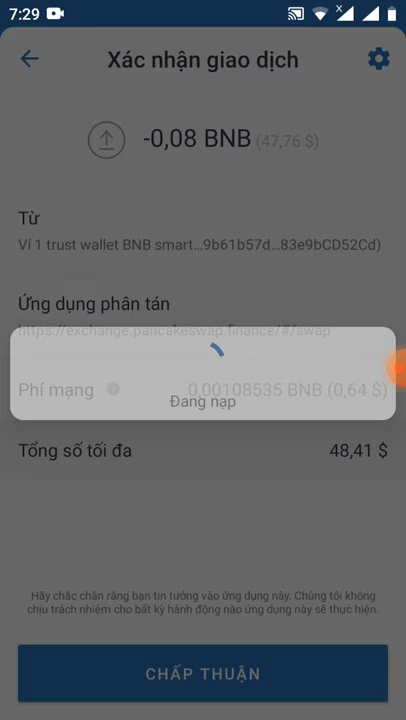 7:29
Xác nhận giao dịch
-0,08 BNB (47,76 $)
Từ
Ví 1 trust wallet BNB smart...9b61b57d...83e9bCD52Cd)
Ứng dụng phân tán
https://exchange.pancakeswap.finance/#/swap
Phí mạng 0,00108535 BNB (0,64 $)
Đang nạp
Tổng số tối đa 48,41 $
Hãy chắc chắn rằng bạn tin tưởng vào ứng dụng này. Chúng tôi không
chịu trách nhiệm cho bất kỳ hành động nào ứng dụng này sẽ thực hiện.
CHẤP THUẬN